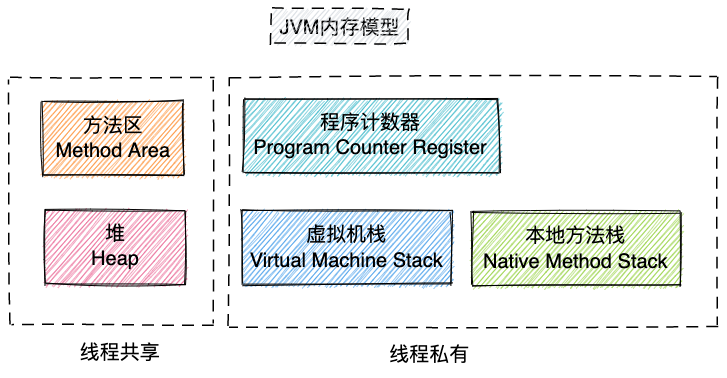 JVM内存模型
方法区
Method Area
堆
Heap
线程共享
程序计数器
Program Counter Register
虚拟机栈
Virtual Machine Stack
本地方法栈
Native Method Stack
线程私有